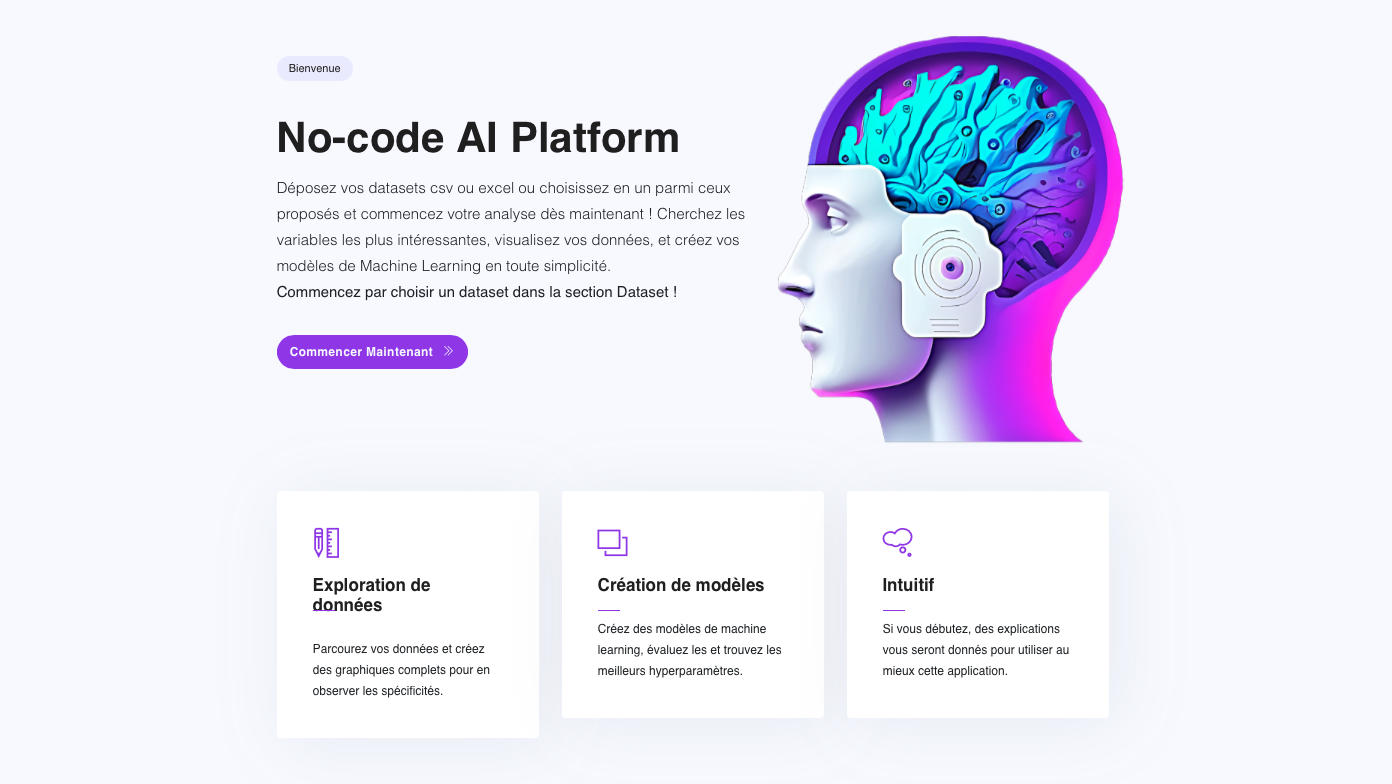 Bienvenue
No-code AI Platform
Déposez vos datasets csv ou excel ou choisissez en un parmi ceux
proposés et commencez votre analyse dès maintenant ! Cherchez les
variables les plus intéressantes, visualisez vos données, et créez vos
modèles de Machine Learning en toute simplicité.
Commencez par choisir un dataset dans la section Dataset !
Commencer Maintenant
Exploration de
données
Parcourez vos données et créez
des graphiques complets pour en
observer les spécificités.
Création de modèles
Créez des modèles de machine
learning, évaluez les et trouvez les
meilleurs hyperparamètres.
Intuitif
Si vous débutez, des explications
vous seront donnés pour utiliser au
mieux cette application.